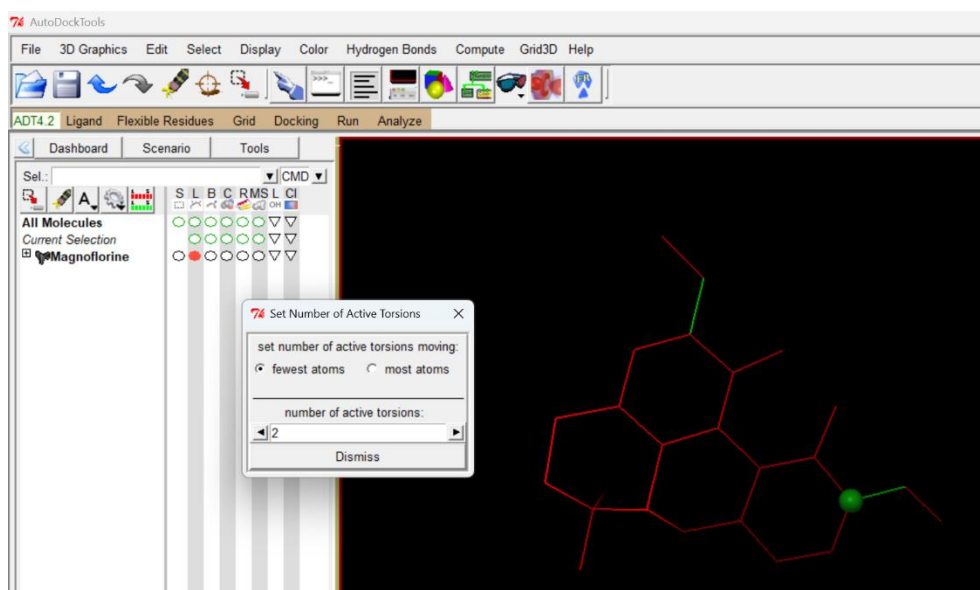 AutoDockTools
File 3D Graphics Edit Select Display Color Hydrogen Bonds Compute Grid3D Help
ADT4.2 Ligand Flexible Residues Grid Docking Run Analyze
Dashboard Scenario Tools
Sel.: CMD
S L B C R MS L Cl
All Molecules
Current Selection
Magnoflorine
Set Number of Active Torsions
set number of active torsions moving:
fewest atoms most atoms
number of active torsions:
2
Dismiss